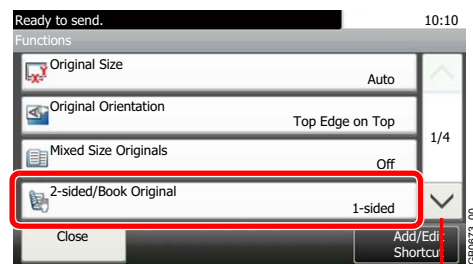 Ready to send. 10:10
Functions
Original Size
Auto
Original Orientation
Top Edge on Top
1/4
Mixed Size Originals
Off
2-sided/Book Original
1-sided
Close
Add/Edit
Shortcut
GB0673_00